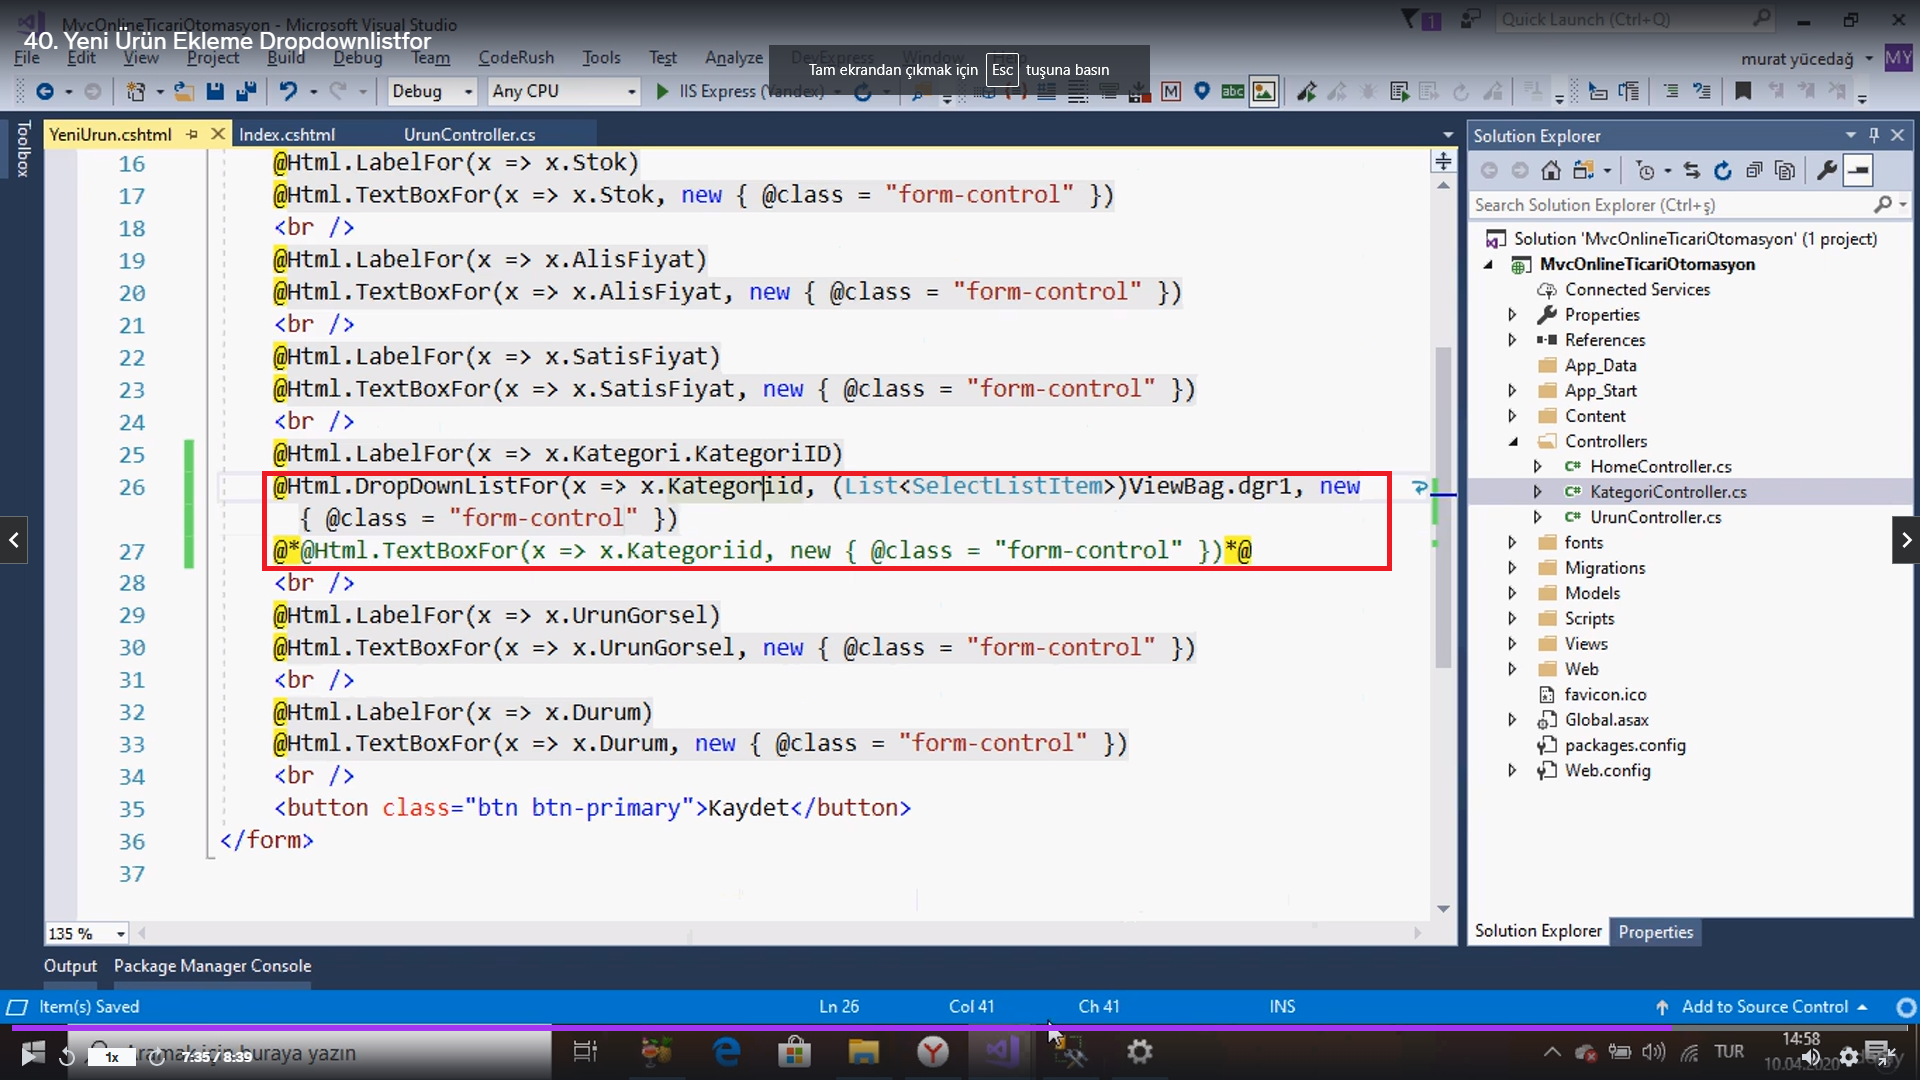 MvcOnlineTicariOtomasyon - Microsoft Visual Studio
1
Quick Launch (Ctrl+Q)
40. Yeni Ürün Ekleme Dropdownlistfor
File Edit View Project Build Debug Team CodeRush Tools Test Analyze DevExpress Window Help
murat yücedağ
MY
Tam ekrandan çıkmak için Esc tuşuna basın
Debug
Any CPU
IIS Express (Yandex)
Toolbox
YeniUrun.cshtml
Index.cshtml
UrunController.cs
16 @Html.LabelFor(x => x.Stok)
17 @Html.TextBoxFor(x => x.Stok, new { @class = "form-control" })
18 <br />
19 @Html.LabelFor(x => x.AlisFiyat)
20 @Html.TextBoxFor(x => x.AlisFiyat, new { @class = "form-control" })
21 <br />
22 @Html.LabelFor(x => x.SatisFiyat)
23 @Html.TextBoxFor(x => x.SatisFiyat, new { @class = "form-control" })
24 <br />
25 @Html.LabelFor(x => x.Kategori.KategoriID)
26 @Html.DropDownListFor(x => x.Kategoriid, (List<SelectListItem>)ViewBag.dgr1, new
{ @class = "form-control" })
27 @*@Html.TextBoxFor(x => x.Kategoriid, new { @class = "form-control" })*@
28 <br />
29 @Html.LabelFor(x => x.UrunGorsel)
30 @Html.TextBoxFor(x => x.UrunGorsel, new { @class = "form-control" })
31 <br />
32 @Html.LabelFor(x => x.Durum)
33 @Html.TextBoxFor(x => x.Durum, new { @class = "form-control" })
34 <br />
35 <button class="btn btn-primary">Kaydet</button>
36 </form>
37
135 %
Solution Explorer
Search Solution Explorer (Ctrl+ş)
Solution 'MvcOnlineTicariOtomasyon' (1 project)
MvcOnlineTicariOtomasyon
Connected Services
Properties
References
App_Data
App_Start
Content
Controllers
C# HomeController.cs
C# KategoriController.cs
C# UrunController.cs
fonts
Migrations
Models
Scripts
Views
Web
favicon.ico
Global.asax
packages.config
Web.config
Solution Explorer
Properties
Output
Package Manager Console
Item(s) Saved
Ln 26
Col 41
Ch 41
INS
Add to Source Control
Aramak için buraya yazın
1x
7:35 / 8:39
TUR
14:58
10.04.2020